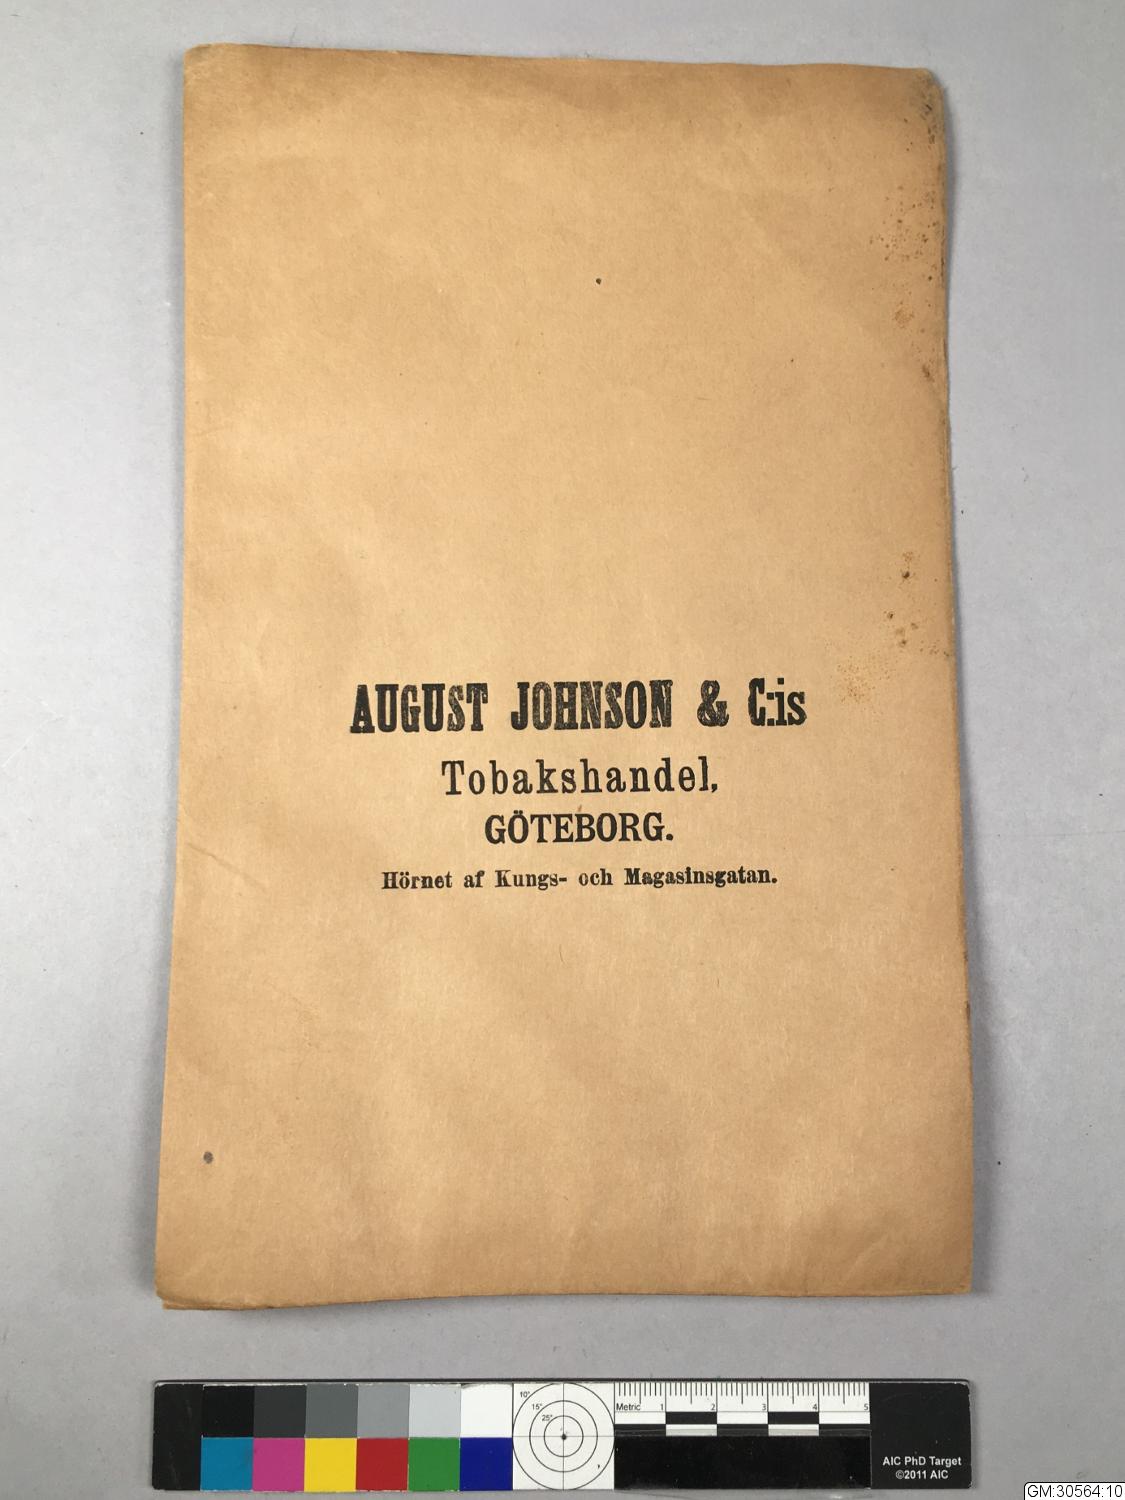 AUGUST JOHNSON & C:is
Tobakshandel,
GÖTEBORG.
Hörnet af Kungs- och Magasinsgatan.
10°
15°
25°
Metric 1 2 3 4 5
AIC PhD Target
©2011 AIC
GM:30564:10